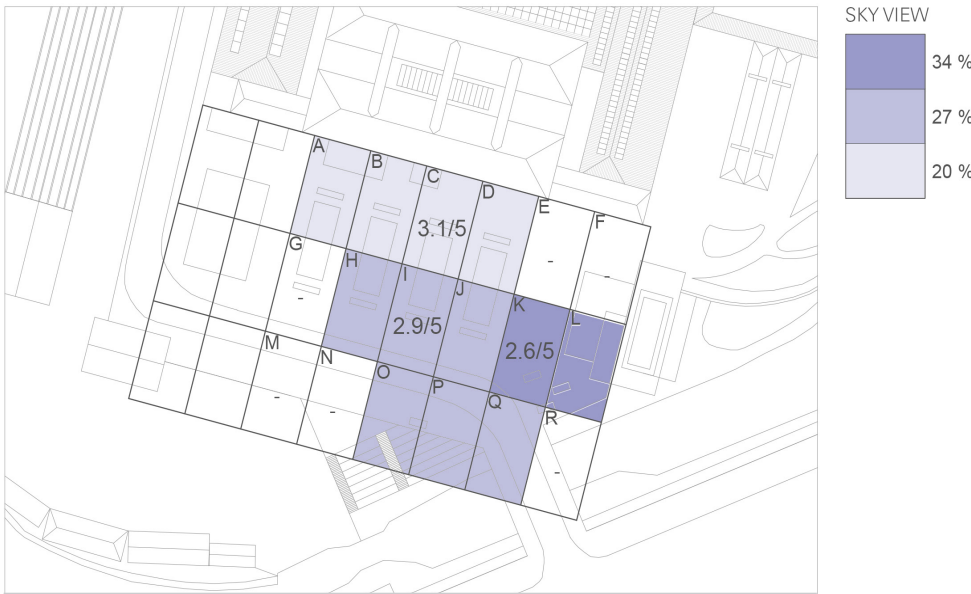 SKY VIEW
34 %
27 %
20 %
A
B
C
D
E
F
3.1/5
-
-
G
H
I
J
K
L
-
2.9/5
2.6/5
M
N
O
P
Q
R
-
-
-